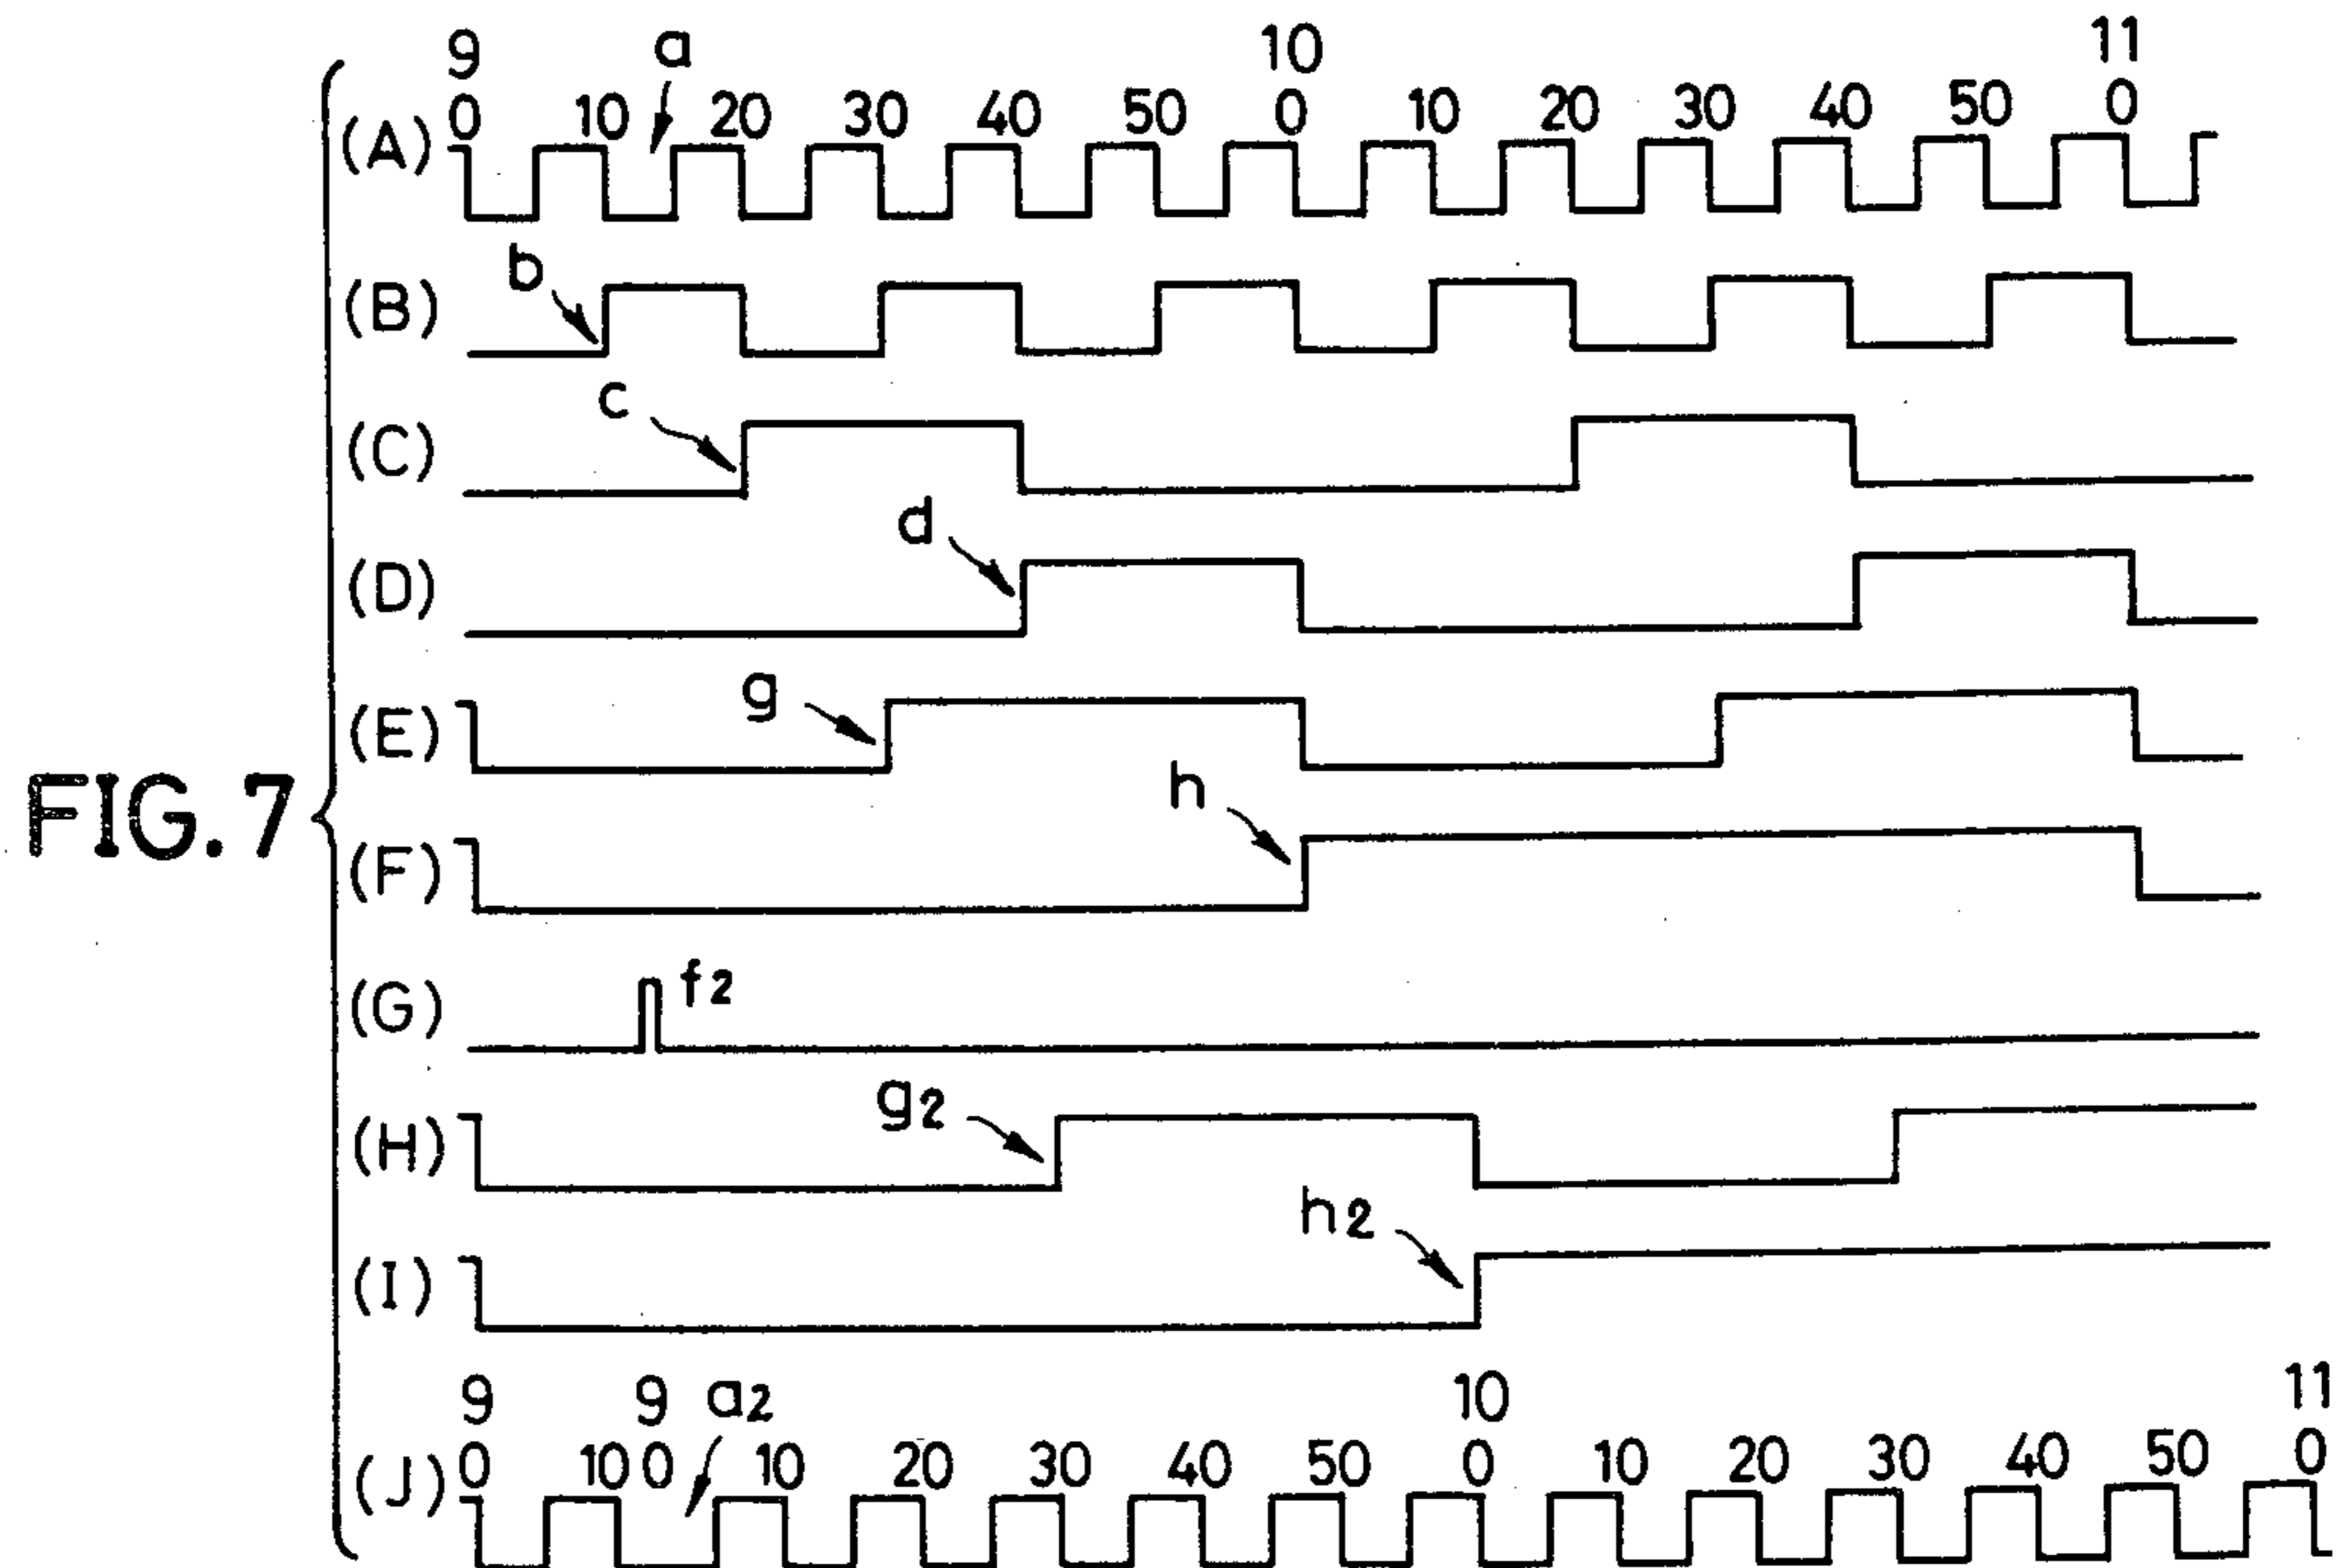 9 a 10 11
(A) 0 10 20 30 40 50 0 10 20 30 40 50 0
b
(B)
c
(C)
d
(D)
g
(E)
h
FIG. 7
(F)
f2
(G)
g2
(H)
h2
(I)
9 9 a2 10 11
(J) 0 10 0 10 20 30 40 50 0 10 20 30 40 50 0